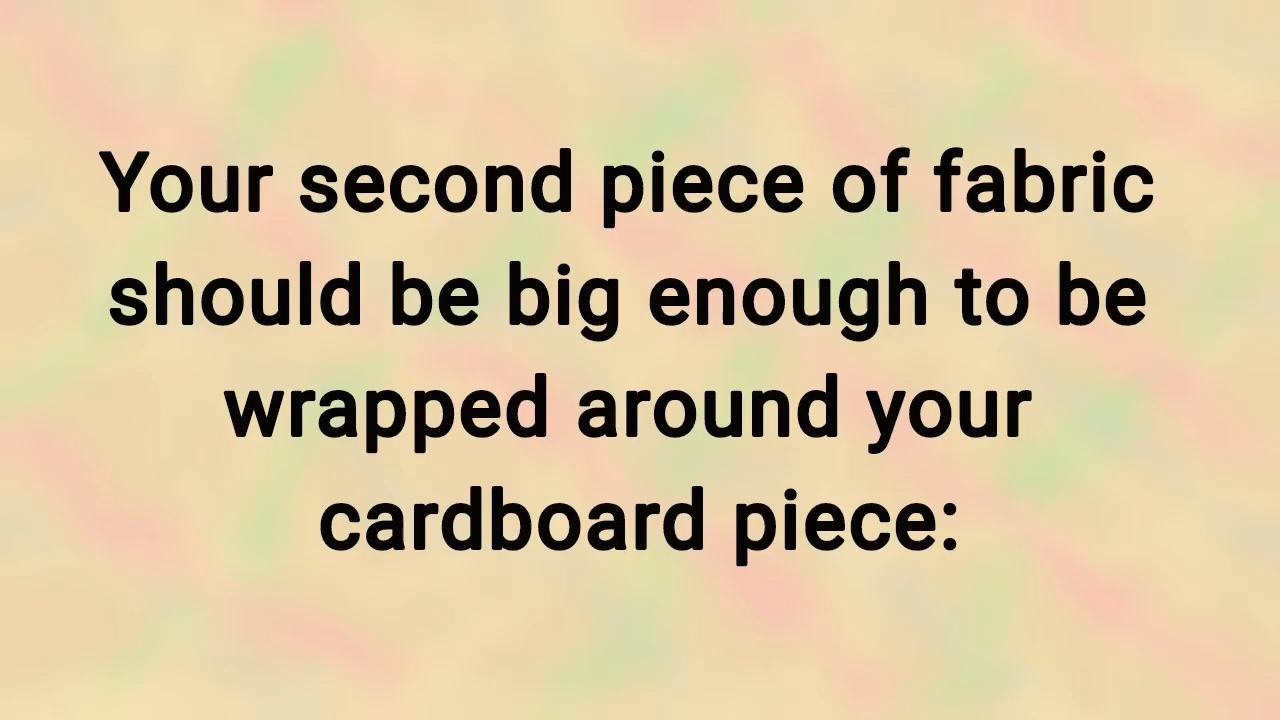 Your second piece of fabric
should be big enough to be
wrapped around your
cardboard piece: